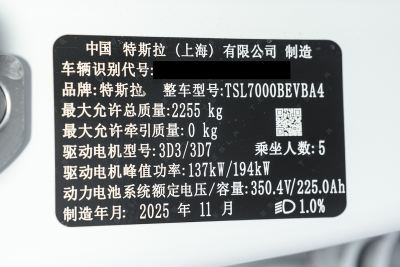 中国 特斯拉（上海）有限公司 制造
车辆识别代号:
品牌:特斯拉 整车型号:TSL7000BEVBA4
最大允许总质量:2255 kg
最大允许牵引质量:0 kg
驱动电机型号:3D3/3D7 乘坐人数:5
驱动电机峰值功率:137kW/194kW
动力电池系统额定电压/容量:350.4V/225.0Ah
制造年月: 2025 年 11 月 1.0%